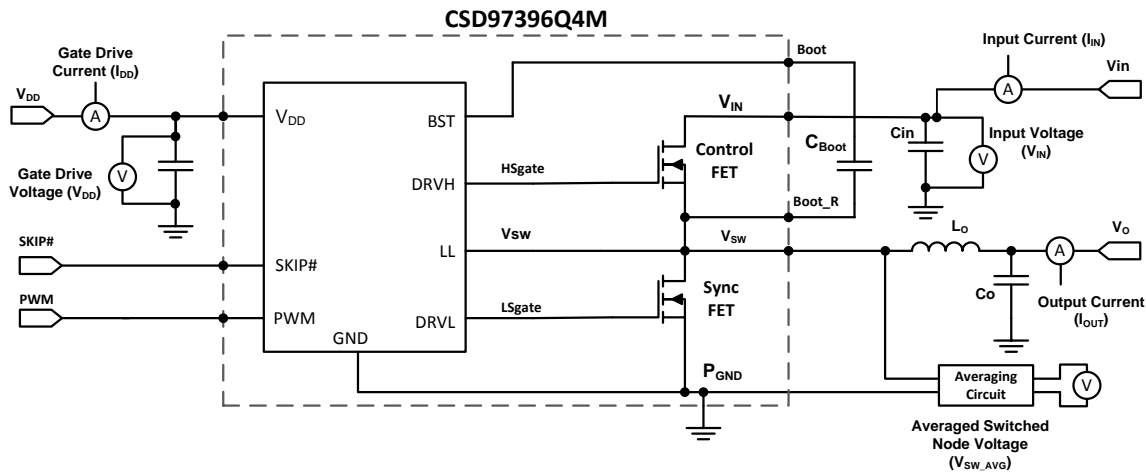 CSD97396Q4M
Gate Drive
Current (IDD)
VDD
A
V
Gate Drive
Voltage (VDD)
SKIP#
PWM
VDD
SKIP#
PWM
GND
BST
DRVH
LL
DRVL
HSgate
Vsw
LSgate
Control
FET
Sync
FET
Boot
VIN
CBoot
Boot_R
VSW
PGND
Input Current (IIN)
Vin
A
Cin
V
Input Voltage
(VIN)
LO
VO
A
Co
Output Current
(IOUT)
Averaging
Circuit
V
Averaged Switched
Node Voltage
(VSW_AVG)